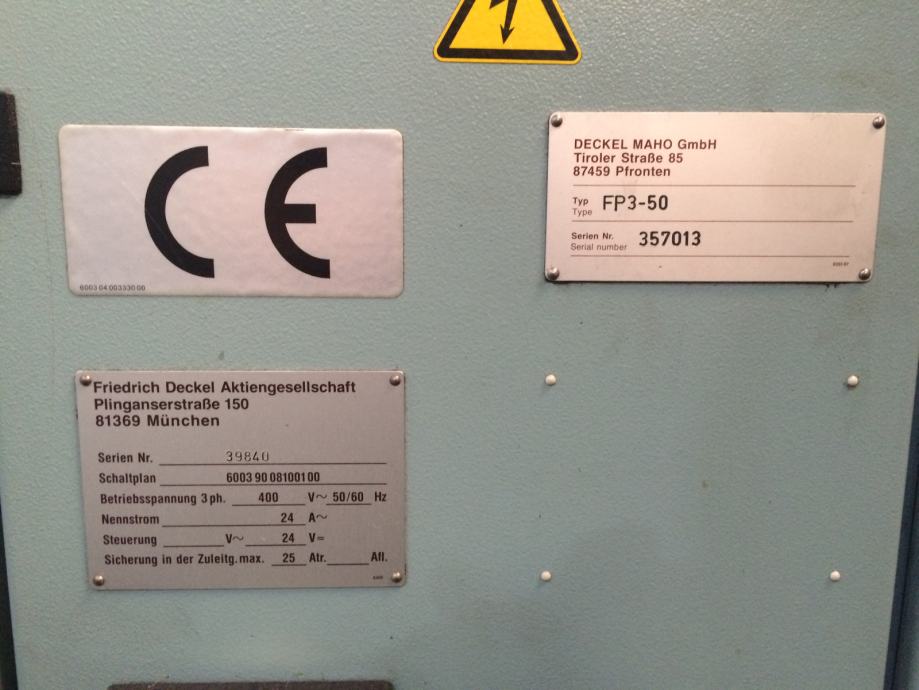 CE
6003 04 003330 00
DECKEL MAHO GmbH
Tiroler Straße 85
87459 Pfronten
Typ
Type FP3-50
Serien Nr.
Serial number 357013
Friedrich Deckel Aktiengesellschaft
Plinganserstraße 150
81369 München
Serien Nr. 39840
Schaltplan 6003 90 08100100
Betriebsspannung 3 ph. 400 V~ 50/60 Hz
Nennstrom 24 A~
Steuerung V~ 24 V=
Sicherung in der Zuleitg. max. 25 Atr. Afl.